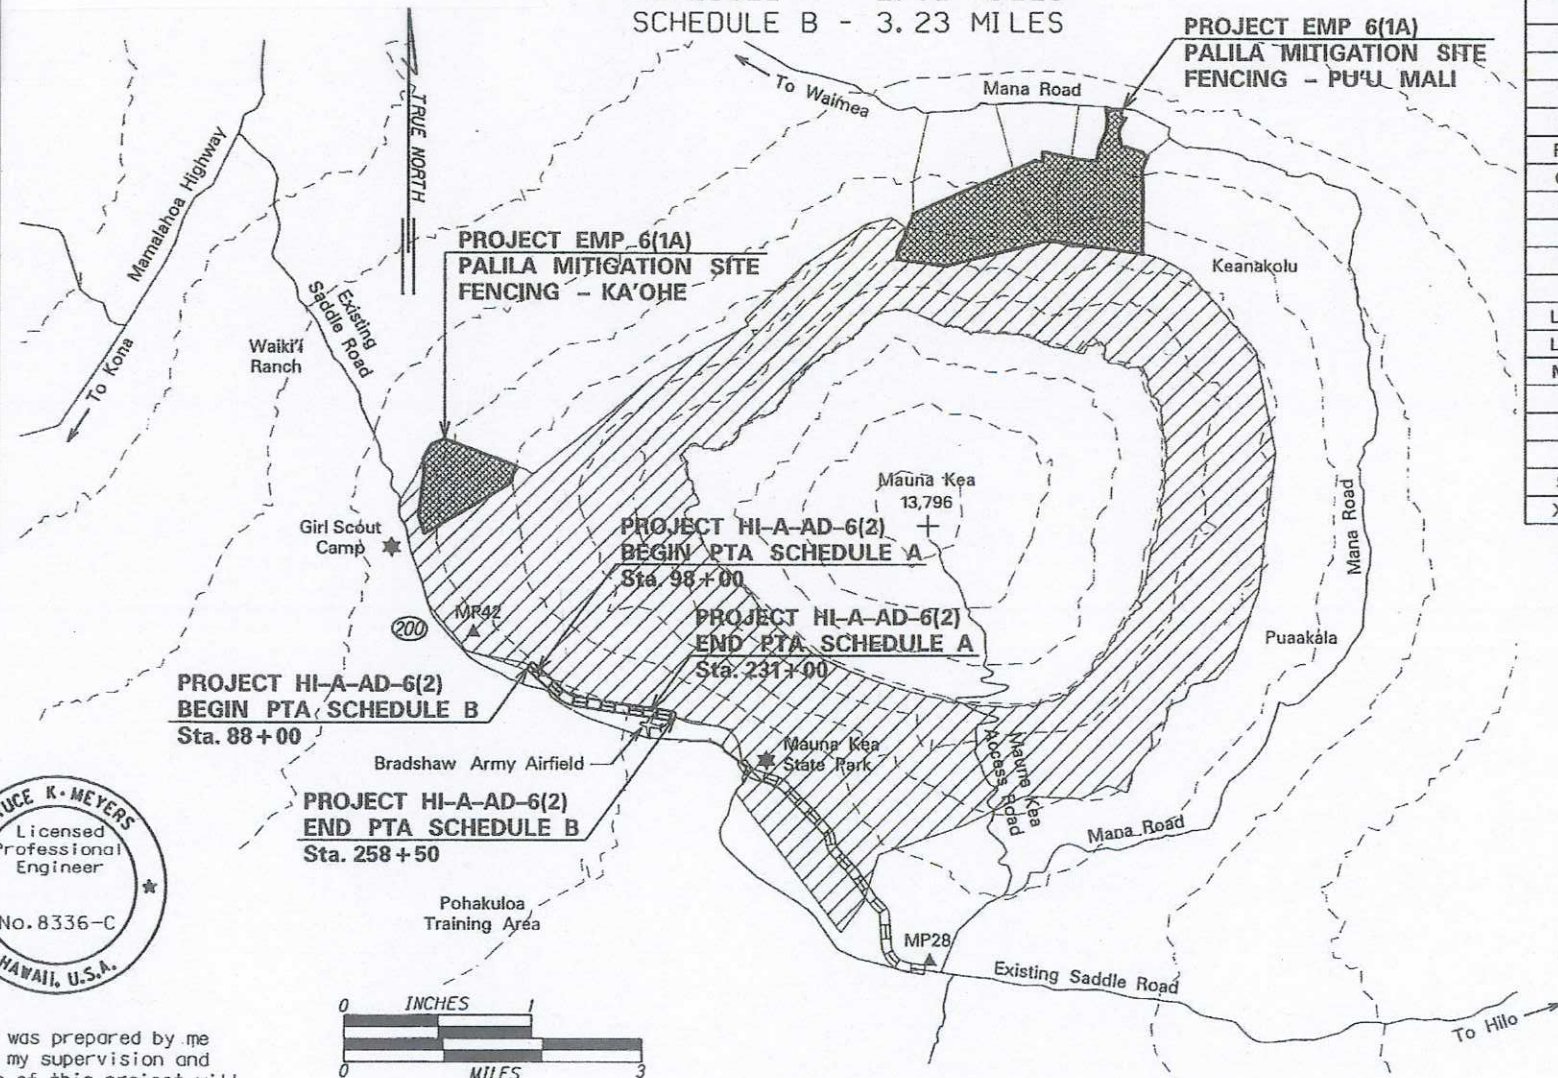 SCHEDULE B - 3.23 MILES
PROJECT EMP 6(1A)
PALILA MITIGATION SITE
FENCING - PU'U MALI
To Waimea
Mana Road
TRUE NORTH
Mamalahoa Highway
PROJECT EMP 6(1A)
PALILA MITIGATION SITE
FENCING - KA'OHE
Keanakolu
Existing
Saddle Road
Waiki'i
Ranch
To Kona
Mauna Kea
13,796
Mana Road
Girl Scout
Camp
PROJECT HI-A-AD-6(2)
BEGIN PTA SCHEDULE A
Sta. 98+00
MP42
200
PROJECT HI-A-AD-6(2)
END PTA SCHEDULE A
Sta. 231+00
Puaakala
PROJECT HI-A-AD-6(2)
BEGIN PTA SCHEDULE B
Sta. 88+00
Bradshaw Army Airfield
Mauna Kea
State Park
Mauna Kea
Access Road
PROJECT HI-A-AD-6(2)
END PTA SCHEDULE B
Sta. 258+50
Mana Road
UCE K. MEYERS
Licensed
Professional
Engineer
No.8336-C
HAWAII, U.S.A.
Pohakuloa
Training Area
MP28
Existing Saddle Road
To Hilo
0 INCHES 1
0 MILES 3
was prepared by me
my supervision and